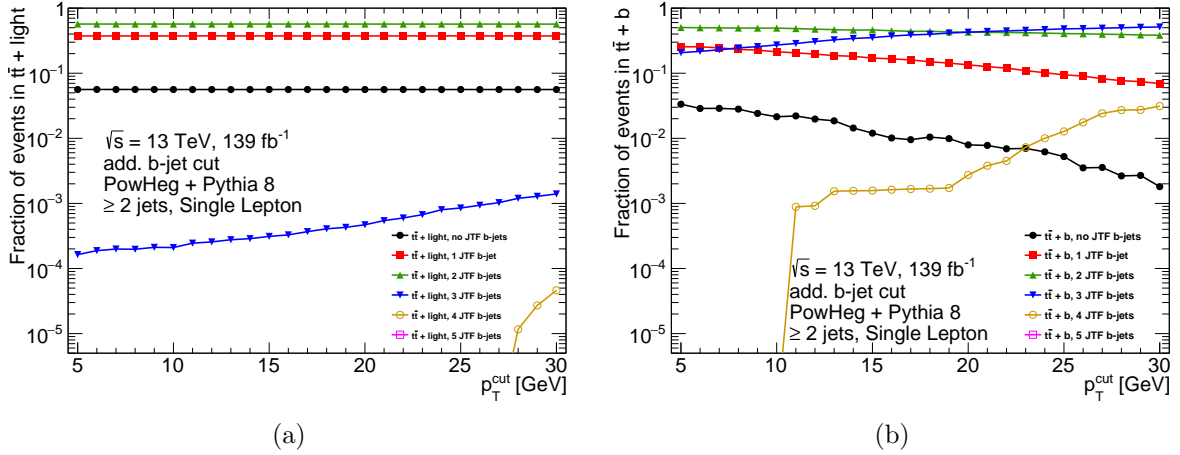 Fraction of events in tt̄ + light
1
10⁻¹
10⁻²
10⁻³
10⁻⁴
10⁻⁵
√s = 13 TeV, 139 fb⁻¹
add. b-jet cut
PowHeg + Pythia 8
≥ 2 jets, Single Lepton
tt̄ + light, no JTF b-jets
tt̄ + light, 1 JTF b-jet
tt̄ + light, 2 JTF b-jets
tt̄ + light, 3 JTF b-jets
tt̄ + light, 4 JTF b-jets
tt̄ + light, 5 JTF b-jets
5 10 15 20 25 30
p_T^cut [GeV]
(a)
Fraction of events in tt̄ + b
1
10⁻¹
10⁻²
10⁻³
10⁻⁴
10⁻⁵
√s = 13 TeV, 139 fb⁻¹
add. b-jet cut
PowHeg + Pythia 8
≥ 2 jets, Single Lepton
tt̄ + b, no JTF b-jets
tt̄ + b, 1 JTF b-jets
tt̄ + b, 2 JTF b-jets
tt̄ + b, 3 JTF b-jets
tt̄ + b, 4 JTF b-jets
tt̄ + b, 5 JTF b-jets
5 10 15 20 25 30
p_T^cut [GeV]
(b)